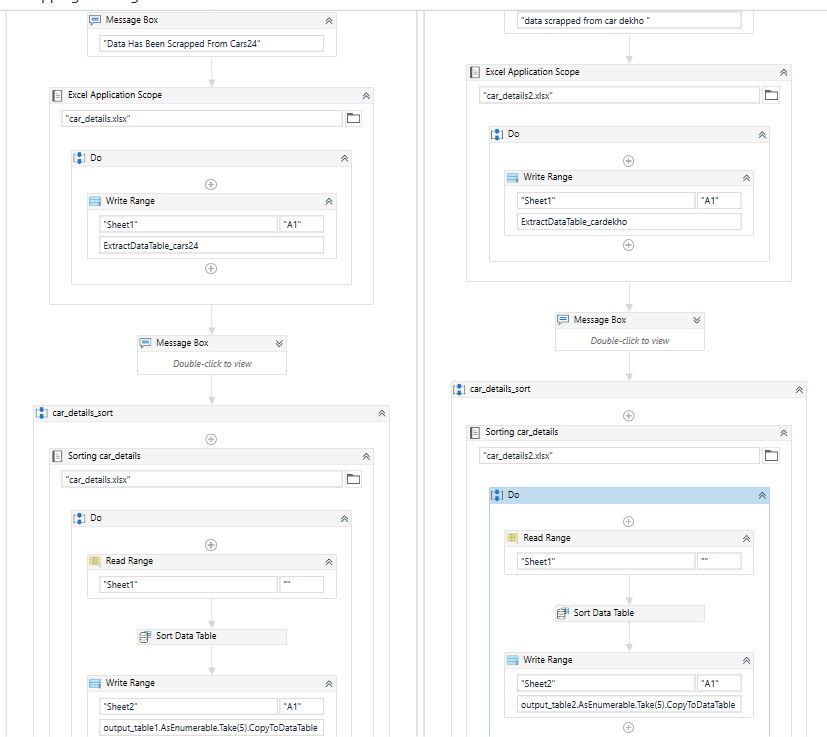 Message Box
"Data Has Been Scrapped From Cars24"
Excel Application Scope
"car_details.xlsx"
Do
Write Range
"Sheet1"
"A1"
ExtractDataTable_cars24
Message Box
Double-click to view
car_details_sort
Sorting car_details
"car_details.xlsx"
Do
Read Range
"Sheet1"
""
Sort Data Table
Write Range
"Sheet2"
"A1"
output_table1.AsEnumerable.Take(5).CopyToDataTable
"data scrapped from car dekho "
Excel Application Scope
"car_details2.xlsx"
Do
Write Range
"Sheet1"
"A1"
ExtractDataTable_cardekho
Message Box
Double-click to view
car_details_sort
Sorting car_details
"car_details2.xlsx"
Do
Read Range
"Sheet1"
""
Sort Data Table
Write Range
"Sheet2"
"A1"
output_table2.AsEnumerable.Take(5).CopyToDataTable